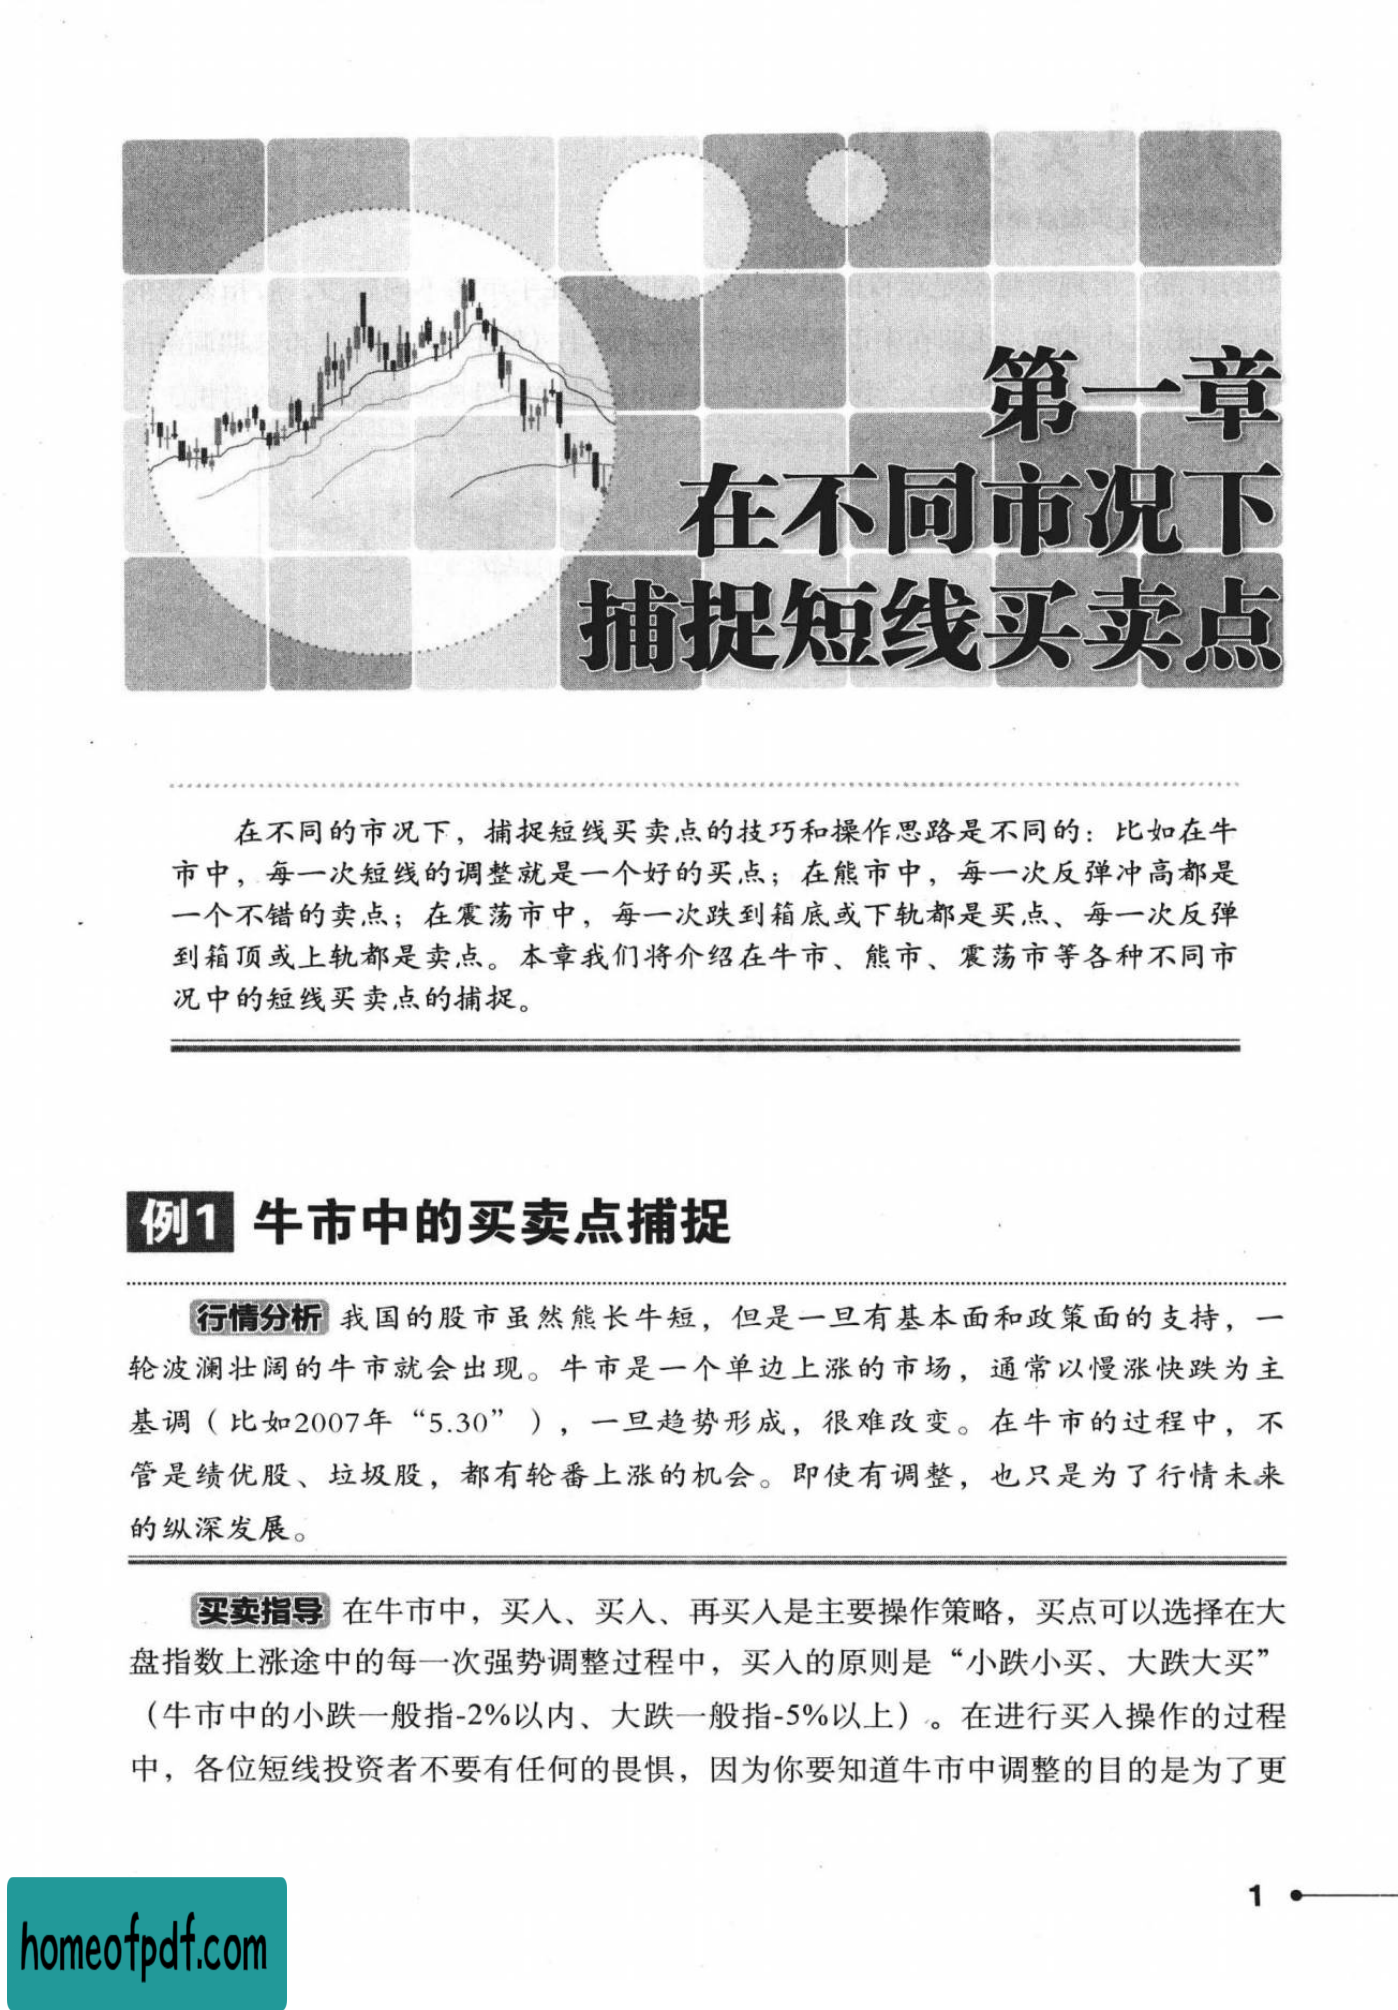 第一章
在不同市况下
捕捉短线买卖点
在不同的市况下，捕捉短线买卖点的技巧和操作思路是不同的：比如在牛
市中，每一次短线的调整就是一个好的买点；在熊市中，每一次反弹冲高都是
一个不错的卖点；在震荡市中，每一次跌到箱底或下轨都是买点、每一次反弹
到箱顶或上轨都是卖点。本章我们将介绍在牛市、熊市、震荡市等各种不同市
况中的短线买卖点的捕捉。
例1 牛市中的买卖点捕捉
行情分析 我国的股市虽然熊长牛短，但是一旦有基本面和政策面的支持，一
轮波澜壮阔的牛市就会出现。牛市是一个单边上涨的市场，通常以慢涨快跌为主
基调（比如2007年“5.30”），一旦趋势形成，很难改变。在牛市的过程中，不
管是绩优股、垃圾股，都有轮番上涨的机会。即使有调整，也只是为了行情未来
的纵深发展。
买卖指导 在牛市中，买入、买入、再买入是主要操作策略，买点可以选择在大
盘指数上涨途中的每一次强势调整过程中，买入的原则是“小跌小买、大跌大买”
（牛市中的小跌一般指-2%以内、大跌一般指-5%以上）。在进行买入操作的过程
中，各位短线投资者不要有任何的畏惧，因为你要知道牛市中调整的目的是为了更
1
homeofpdf.com